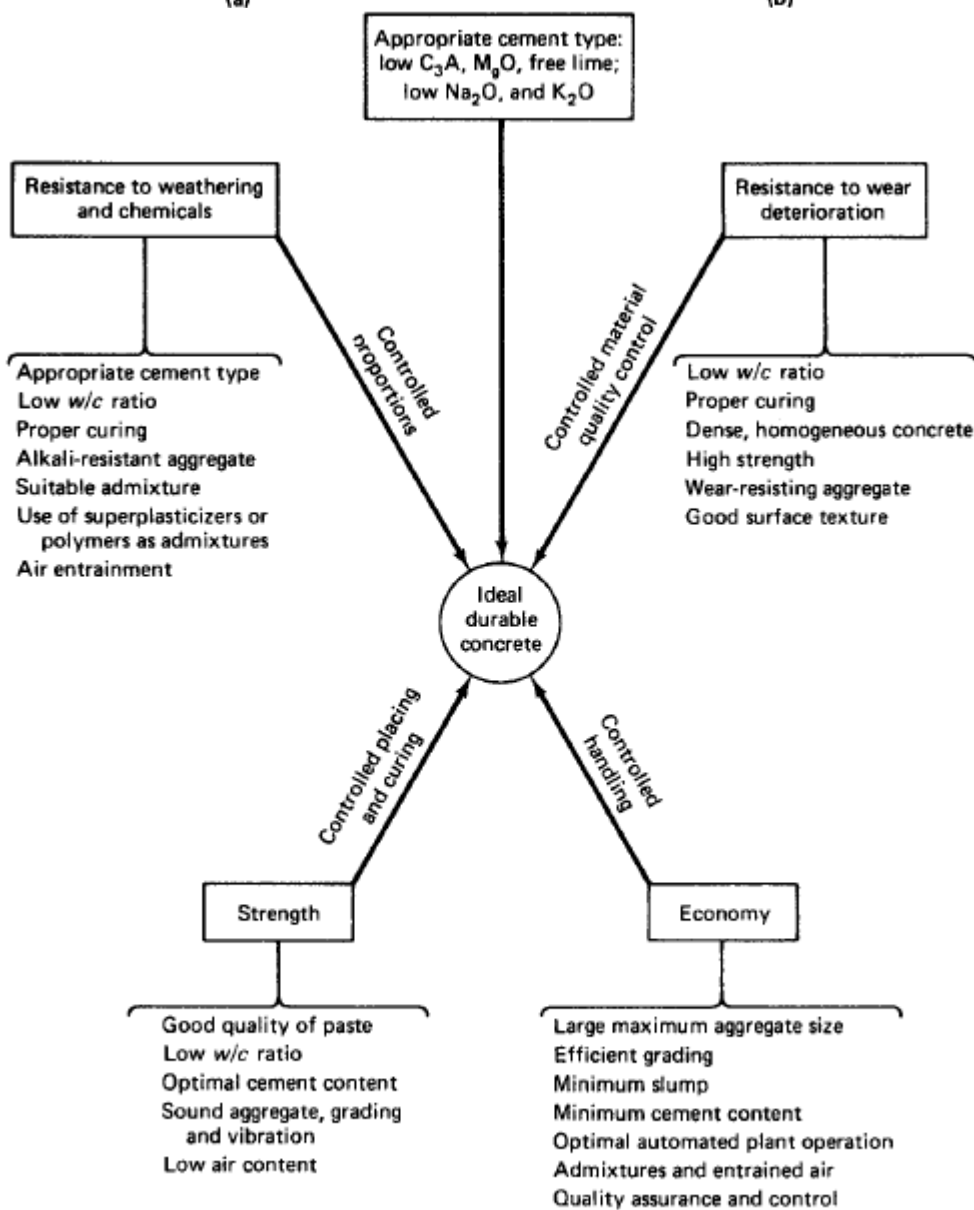 (a)
(b)
Appropriate cement type:
low C₃A, MgO, free lime;
low Na₂O, and K₂O
Resistance to weathering
and chemicals
Resistance to wear
deterioration
Controlled
proportions
Controlled material
quality control
Appropriate cement type
Low w/c ratio
Proper curing
Alkali-resistant aggregate
Suitable admixture
Use of superplasticizers or
polymers as admixtures
Air entrainment
Low w/c ratio
Proper curing
Dense, homogeneous concrete
High strength
Wear-resisting aggregate
Good surface texture
Ideal
durable
concrete
Controlled placing
and curing
Controlled
handling
Strength
Economy
Good quality of paste
Low w/c ratio
Optimal cement content
Sound aggregate, grading
and vibration
Low air content
Large maximum aggregate size
Efficient grading
Minimum slump
Minimum cement content
Optimal automated plant operation
Admixtures and entrained air
Quality assurance and control